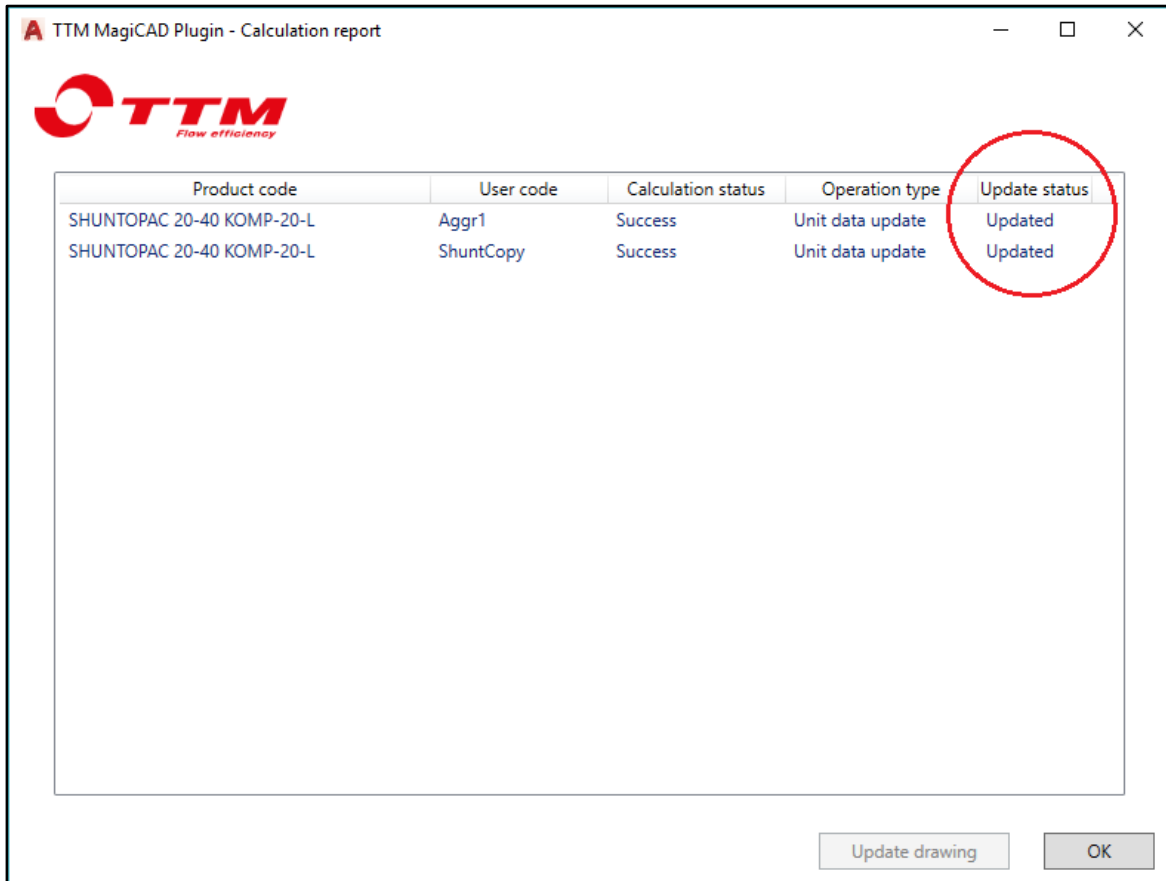 TTM MagiCAD Plugin - Calculation report
TTM
Flow efficiency
Product code User code Calculation status Operation type Update status
SHUNTOPAC 20-40 KOMP-20-L Aggr1 Success Unit data update Updated
SHUNTOPAC 20-40 KOMP-20-L ShuntCopy Success Unit data update Updated
Update drawing OK